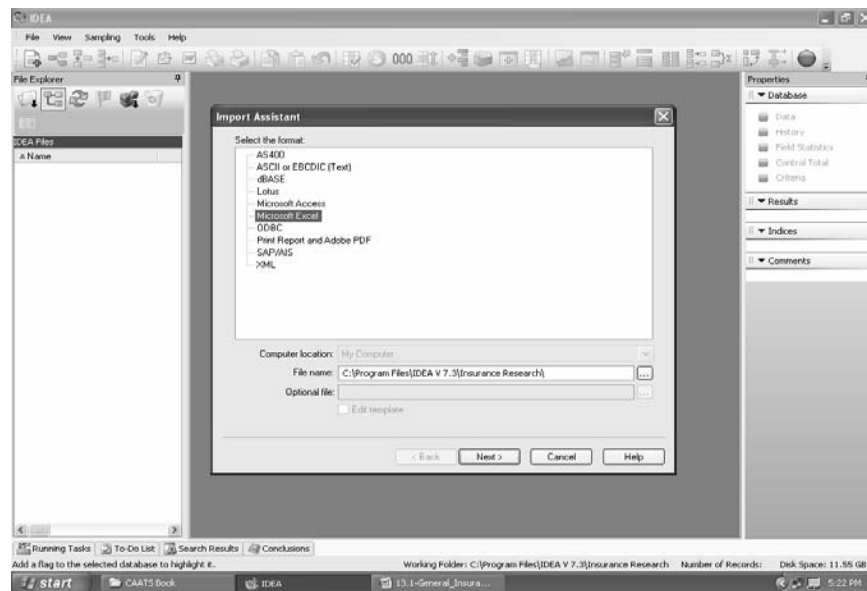 IDEA
File View Sampling Tools Help
000
File Explorer
IDEA Files
Name
Import Assistant
Select the format:
AS400
ASCII or EBCDIC (Text)
dBASE
Lotus
Microsoft Access
Microsoft Excel
ODBC
Print Report and Adobe PDF
SAP/AIS
XML
Computer location: My Computer
File name: C:\Program Files\IDEA V 7.3\Insurance Research\
Optional file:
Edit template
< Back Next > Cancel Help
Properties
Database
Data
History
Field Statistics
Control Total
Criteria
Results
Indices
Comments
Running Tasks To-Do List Search Results Conclusions
Add a flag to the selected database to highlight it. Working Folder: C:\Program Files\IDEA V 7.3\Insurance Research Number of Records: Disk Space: 11.55 GB
start CAATS Book IDEA 13.1-General_Insura... 5:22 PM